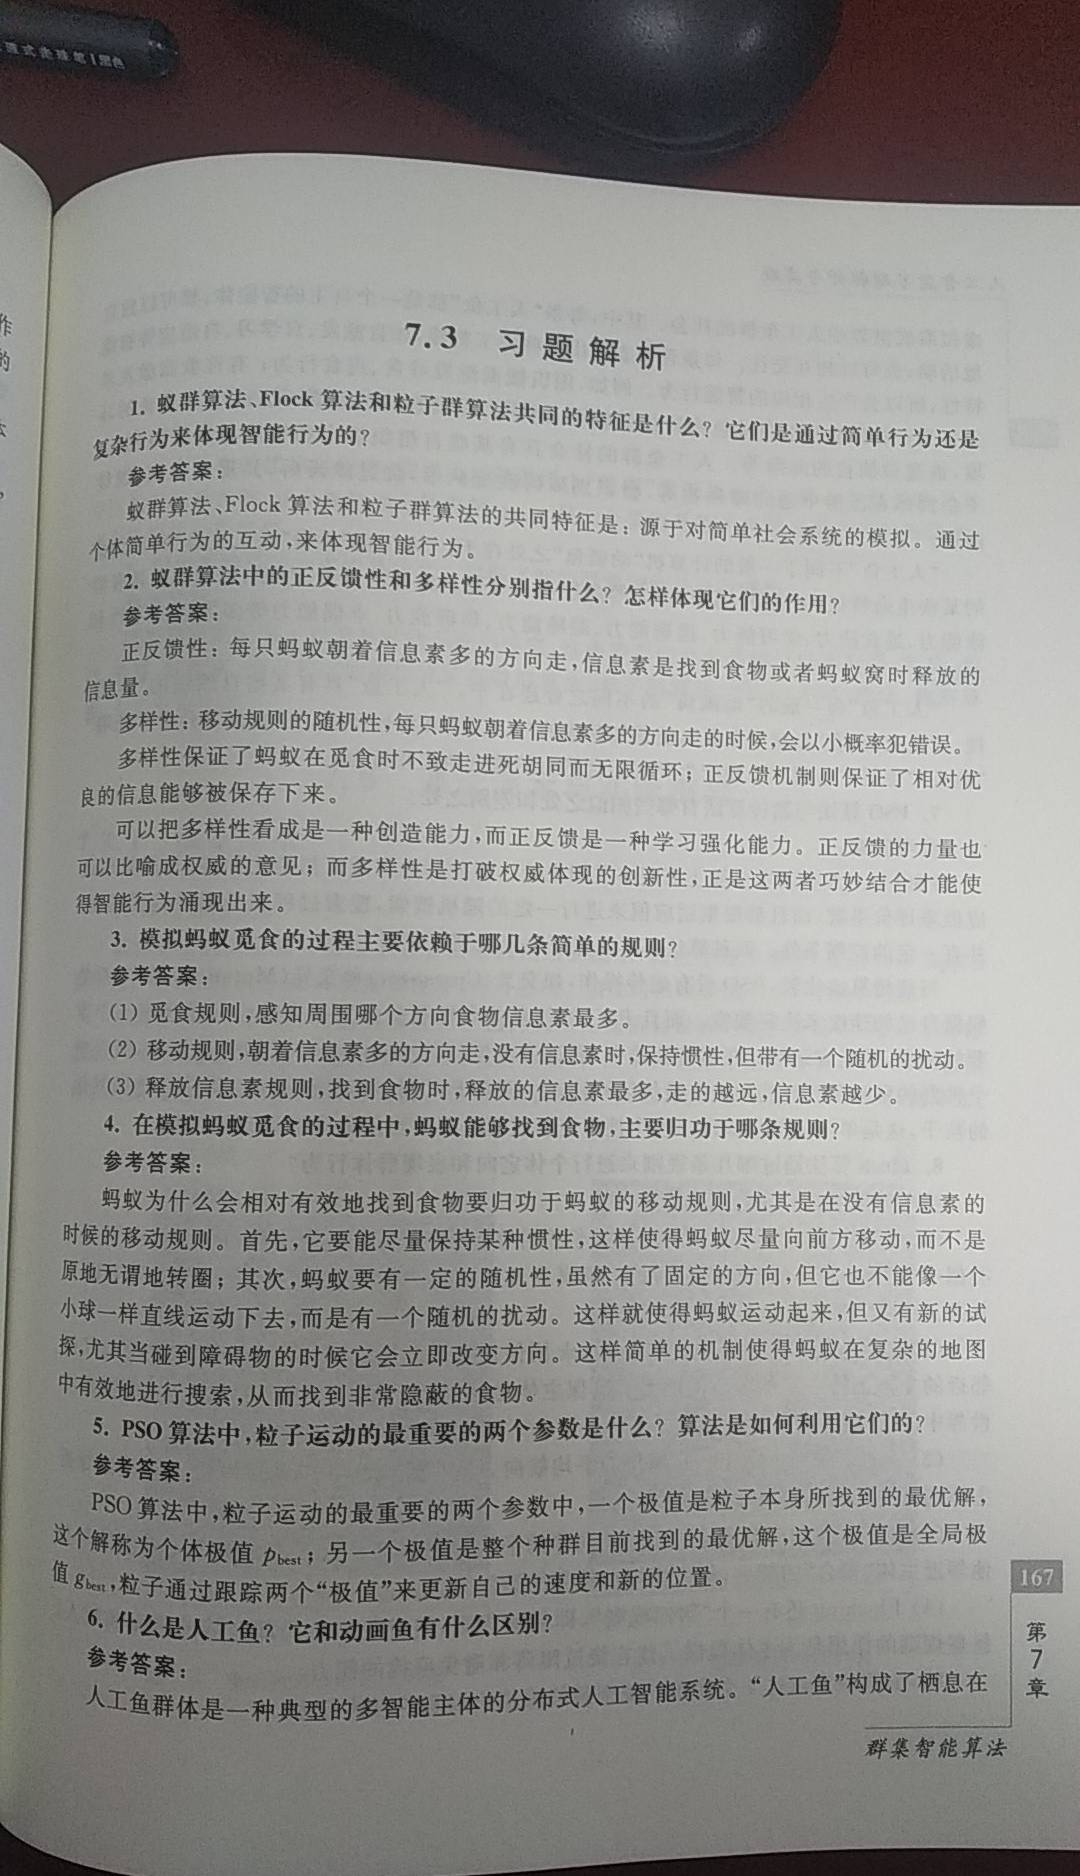 走珠笔 | 黑色
作
的
7.3 习题解析
1. 蚁群算法、Flock 算法和粒子群算法共同的特征是什么？它们是通过简单行为还是
复杂行为来体现智能行为的？
参考答案：
蚁群算法、Flock 算法和粒子群算法的共同特征是：源于对简单社会系统的模拟。通过
个体简单行为的互动，来体现智能行为。
2. 蚁群算法中的正反馈性和多样性分别指什么？怎样体现它们的作用？
参考答案：
正反馈性：每只蚂蚁朝着信息素多的方向走，信息素是找到食物或者蚂蚁窝时释放的
信息量。
多样性：移动规则的随机性，每只蚂蚁朝着信息素多的方向走的时候，会以小概率犯错误。
多样性保证了蚂蚁在觅食时不致走进死胡同而无限循环；正反馈机制则保证了相对优
良的信息能够被保存下来。
可以把多样性看成是一种创造能力，而正反馈是一种学习强化能力。正反馈的力量也
可以比喻成权威的意见；而多样性是打破权威体现的创新性，正是这两者巧妙结合才能使
得智能行为涌现出来。
3. 模拟蚂蚁觅食的过程主要依赖于哪几条简单的规则？
参考答案：
（1）觅食规则，感知周围哪个方向食物信息素最多。
（2）移动规则，朝着信息素多的方向走，没有信息素时，保持惯性，但带有一个随机的扰动。
（3）释放信息素规则，找到食物时，释放的信息素最多，走的越远，信息素越少。
4. 在模拟蚂蚁觅食的过程中，蚂蚁能够找到食物，主要归功于哪条规则？
参考答案：
蚂蚁为什么会相对有效地找到食物要归功于蚂蚁的移动规则，尤其是在没有信息素的
时候的移动规则。首先，它要能尽量保持某种惯性，这样使得蚂蚁尽量向前方移动，而不是
原地无谓地转圈；其次，蚂蚁要有一定的随机性，虽然有了固定的方向，但它也不能像一个
小球一样直线运动下去，而是有一个随机的扰动。这样就使得蚂蚁运动起来，但又有新的试
探，尤其当碰到障碍物的时候它会立即改变方向。这样简单的机制使得蚂蚁在复杂的地图
中有效地进行搜索，从而找到非常隐蔽的食物。
5. PSO 算法中，粒子运动的最重要的两个参数是什么？算法是如何利用它们的？
参考答案：
PSO 算法中，粒子运动的最重要的两个参数中，一个极值是粒子本身所找到的最优解，
这个解称为个体极值 pbest；另一个极值是整个种群目前找到的最优解，这个极值是全局极
值 gbest，粒子通过跟踪两个“极值”来更新自己的速度和新的位置。
6. 什么是人工鱼？它和动画鱼有什么区别？
参考答案：
人工鱼群体是一种典型的多智能主体的分布式人工智能系统。“人工鱼”构成了栖息在
167
第
7
章
群集智能算法